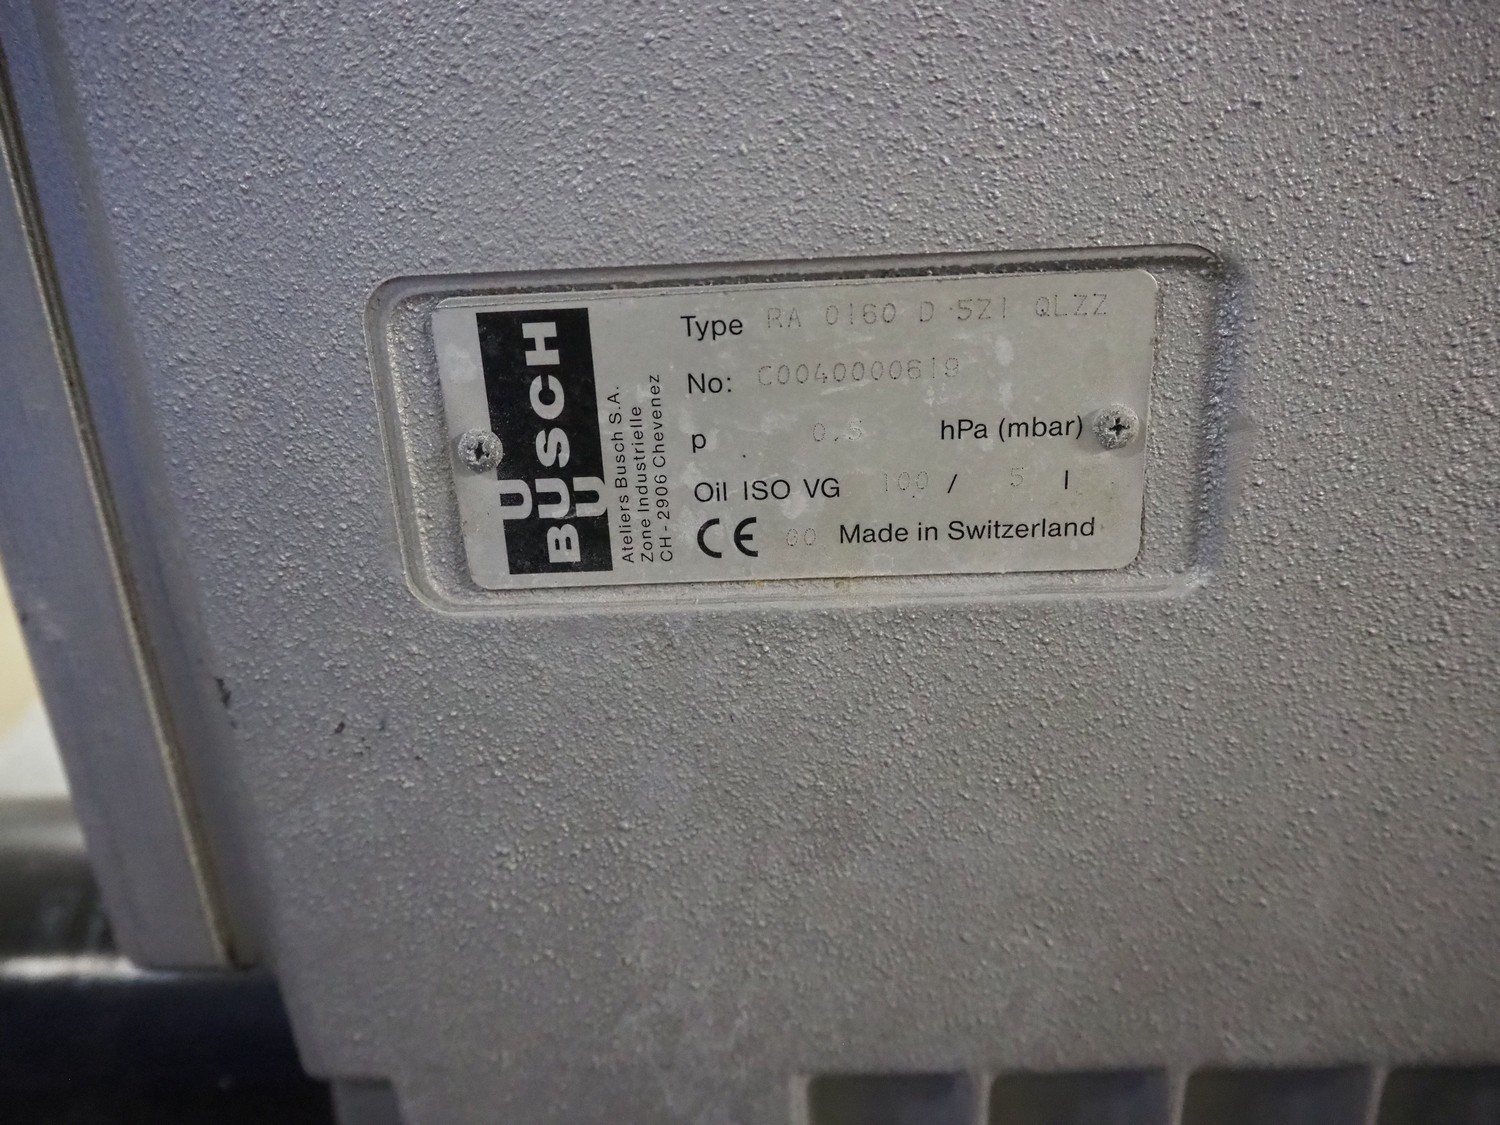 BUSCH
Ateliers Busch S.A.
Zone Industrielle
CH - 2906 Chevenez
Type RA 0160 D 5Z1 QLZZ
No: C0040000619
p 0,5 hPa (mbar)
Oil ISO VG 100 / 5 l
CE 00 Made in Switzerland